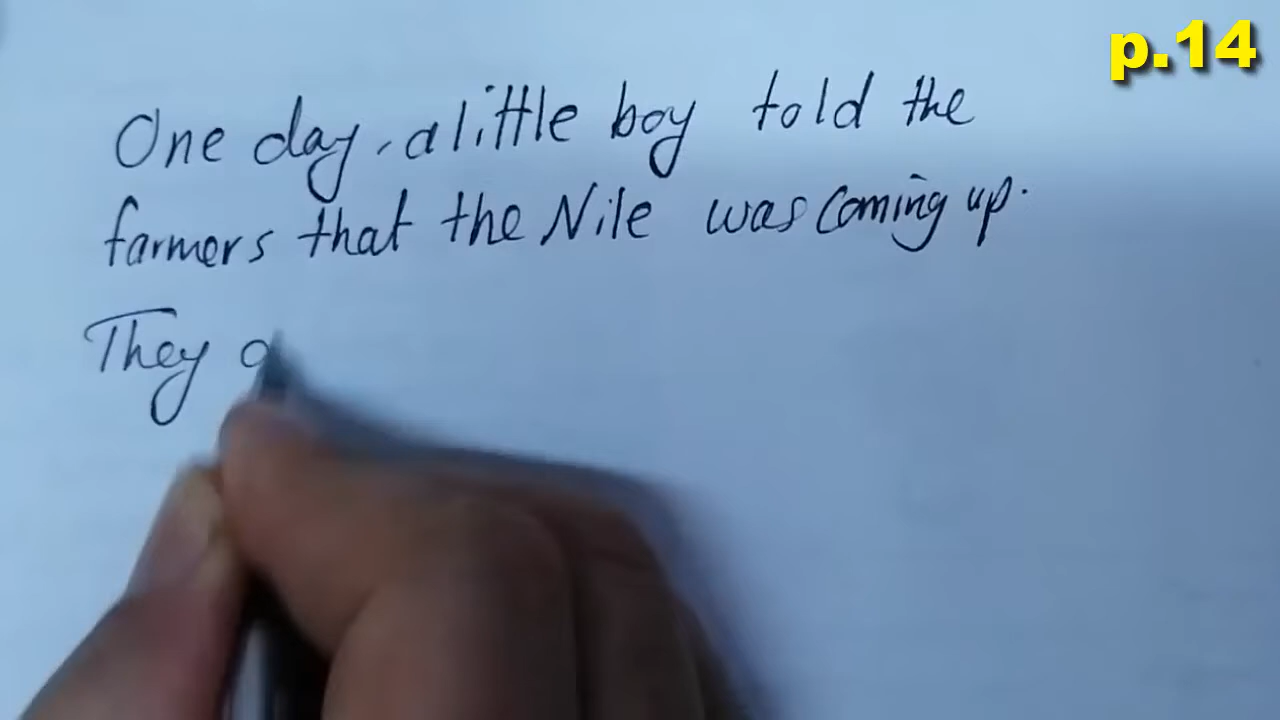 p.14
One day, a little boy told the
farmers that the Nile was coming up.
They